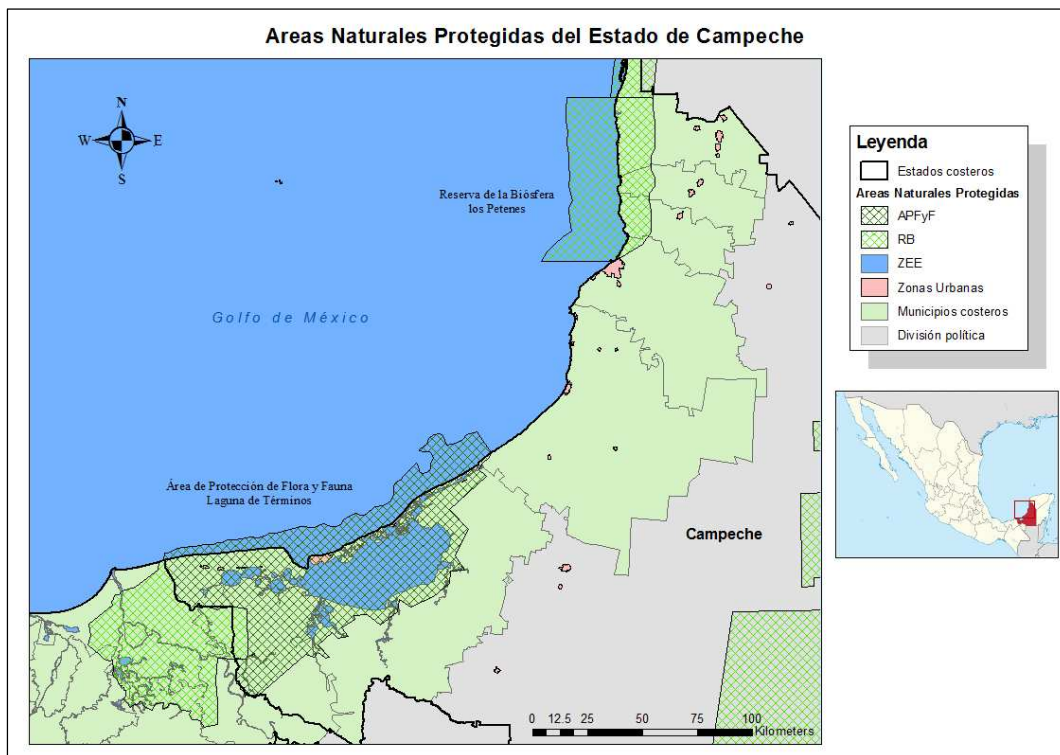 Areas Naturales Protegidas del Estado de Campeche
N
W
E
S
Reserva de la Biósfera
los Petenes
Golfo de México
Área de Protección de Flora y Fauna
Laguna de Términos
Campeche
0 12.5 25 50 75 100
Kilometers
Leyenda
Estados costeros
Areas Naturales Protegidas
APFyF
RB
ZEE
Zonas Urbanas
Municipios costeros
División política